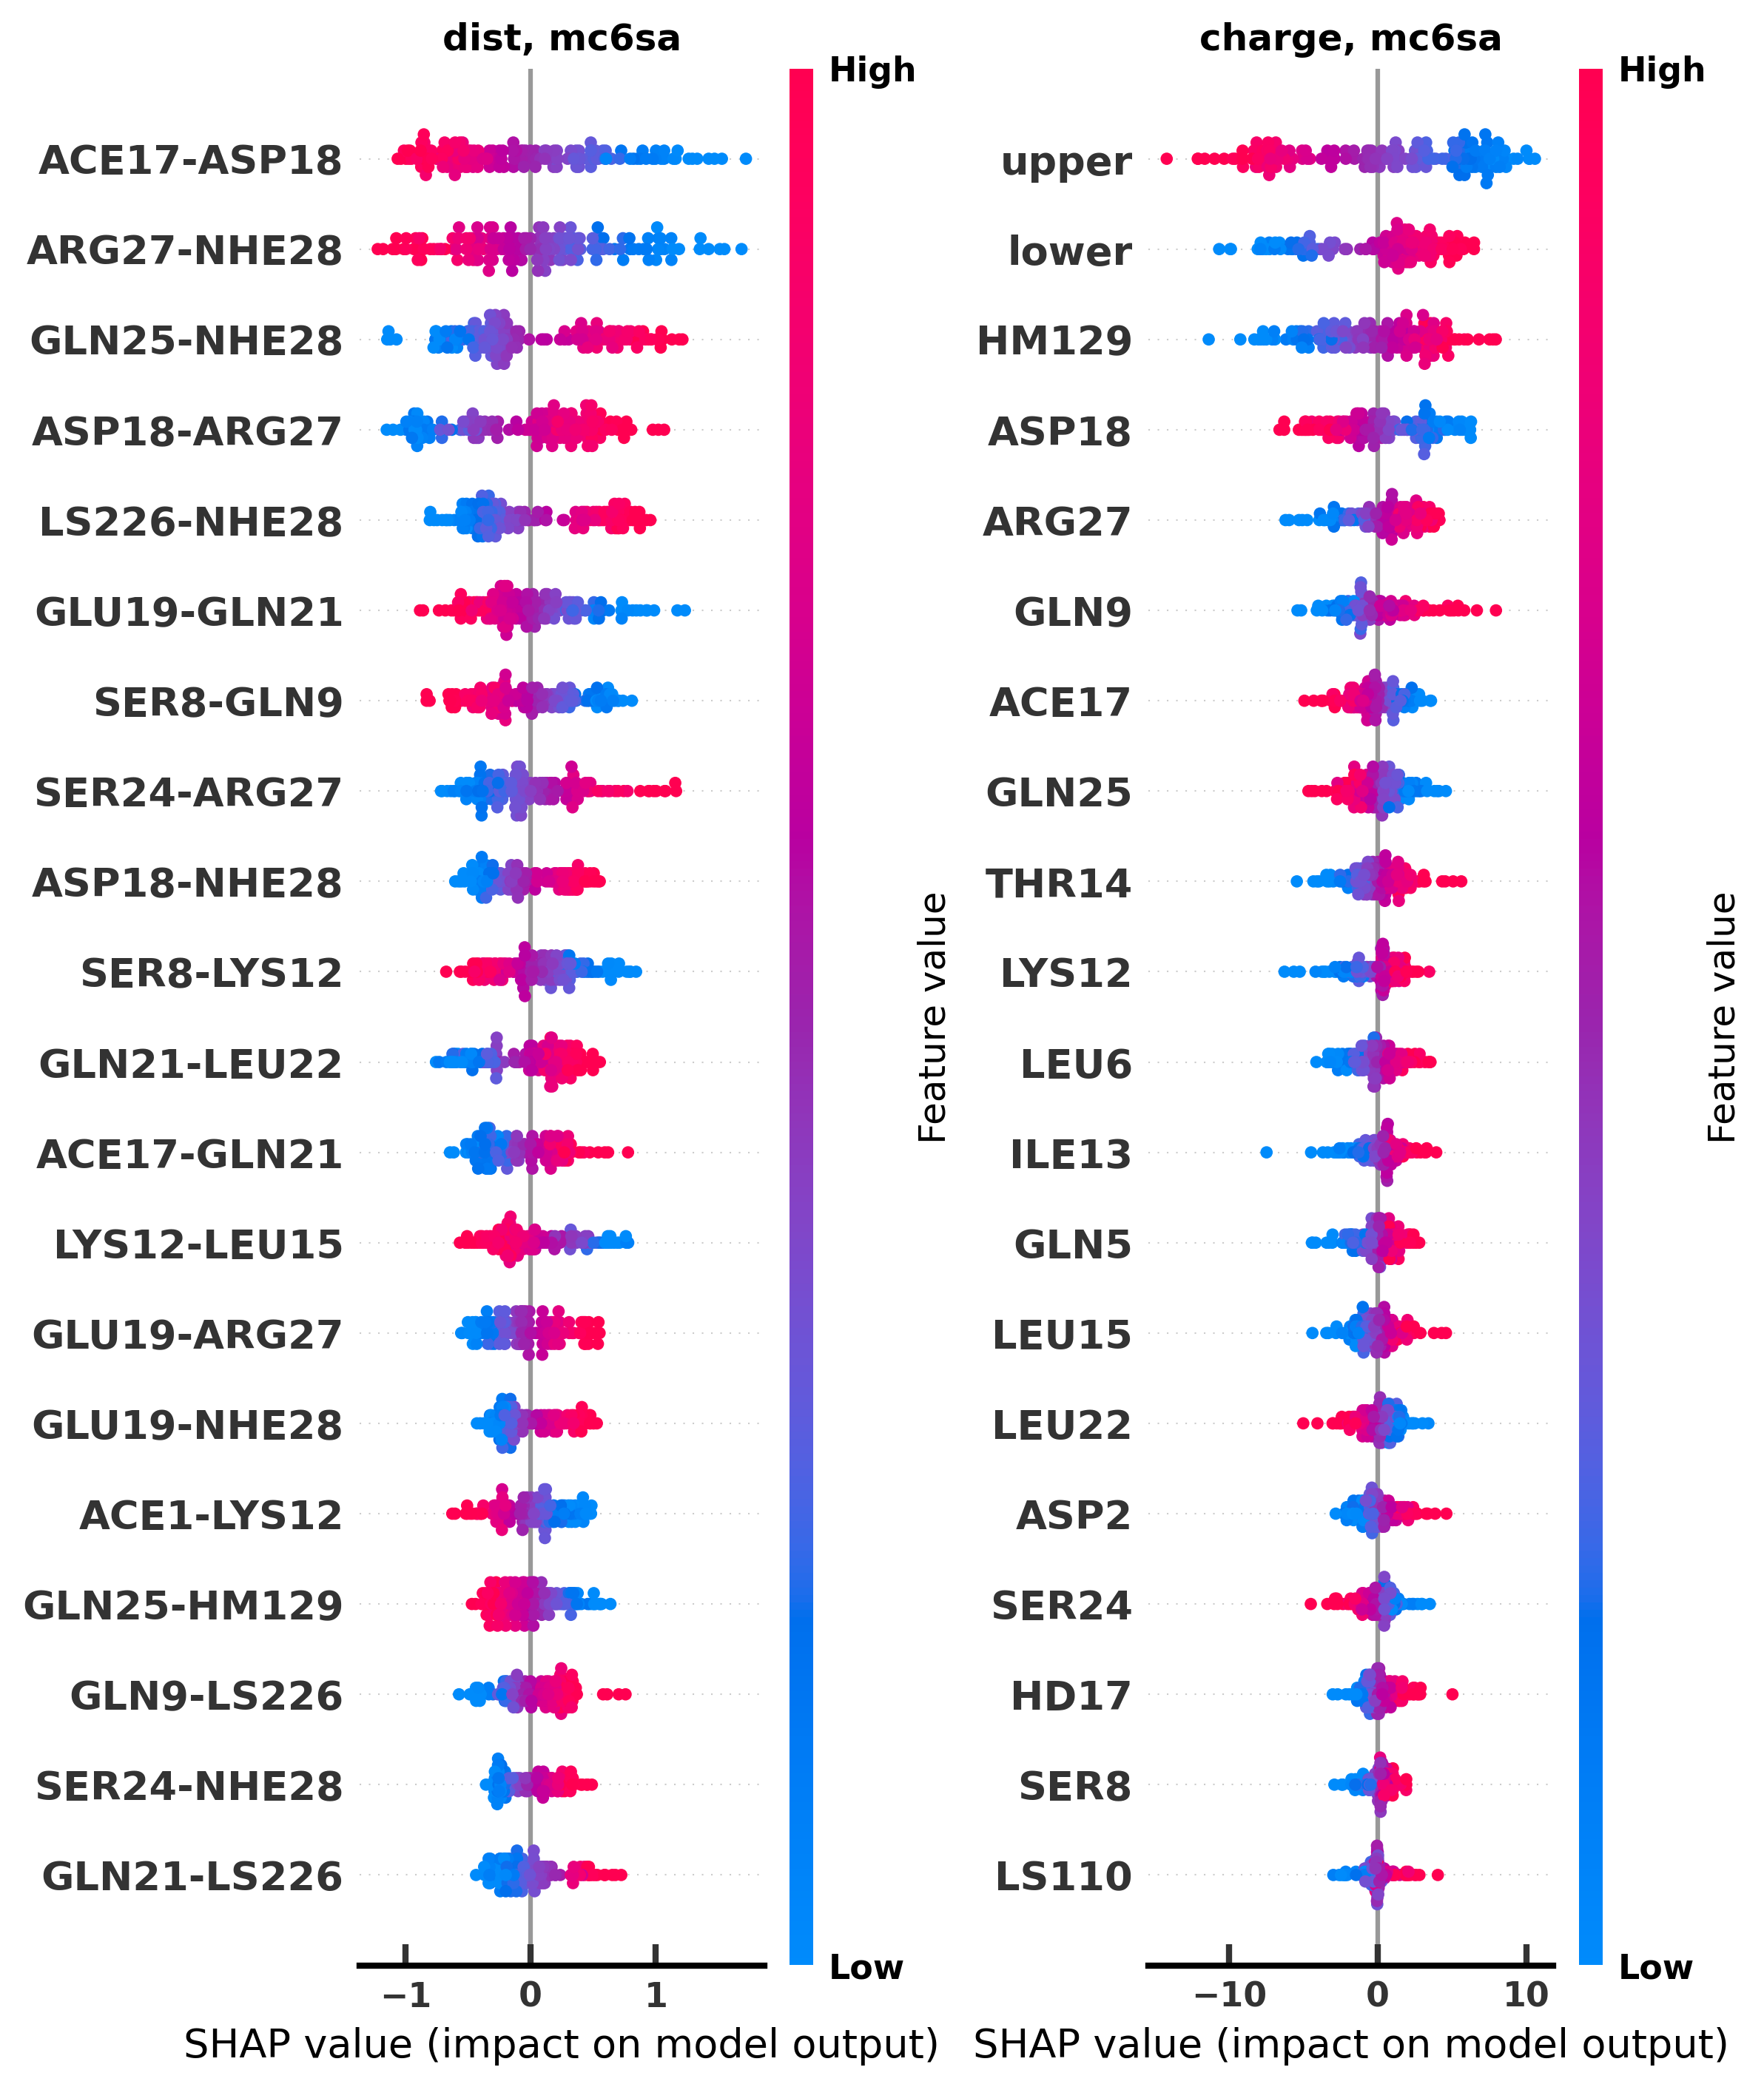 dist, mc6sa
High
ACE17-ASP18
ARG27-NHE28
GLN25-NHE28
ASP18-ARG27
LS226-NHE28
GLU19-GLN21
SER8-GLN9
SER24-ARG27
ASP18-NHE28
SER8-LYS12
GLN21-LEU22
ACE17-GLN21
LYS12-LEU15
GLU19-ARG27
GLU19-NHE28
ACE1-LYS12
GLN25-HM129
GLN9-LS226
SER24-NHE28
GLN21-LS226
Feature value
Low
−1 0 1
SHAP value (impact on model output)
charge, mc6sa
High
upper
lower
HM129
ASP18
ARG27
GLN9
ACE17
GLN25
THR14
LYS12
LEU6
ILE13
GLN5
LEU15
LEU22
ASP2
SER24
HD17
SER8
LS110
Feature value
Low
−10 0 10
SHAP value (impact on model output)